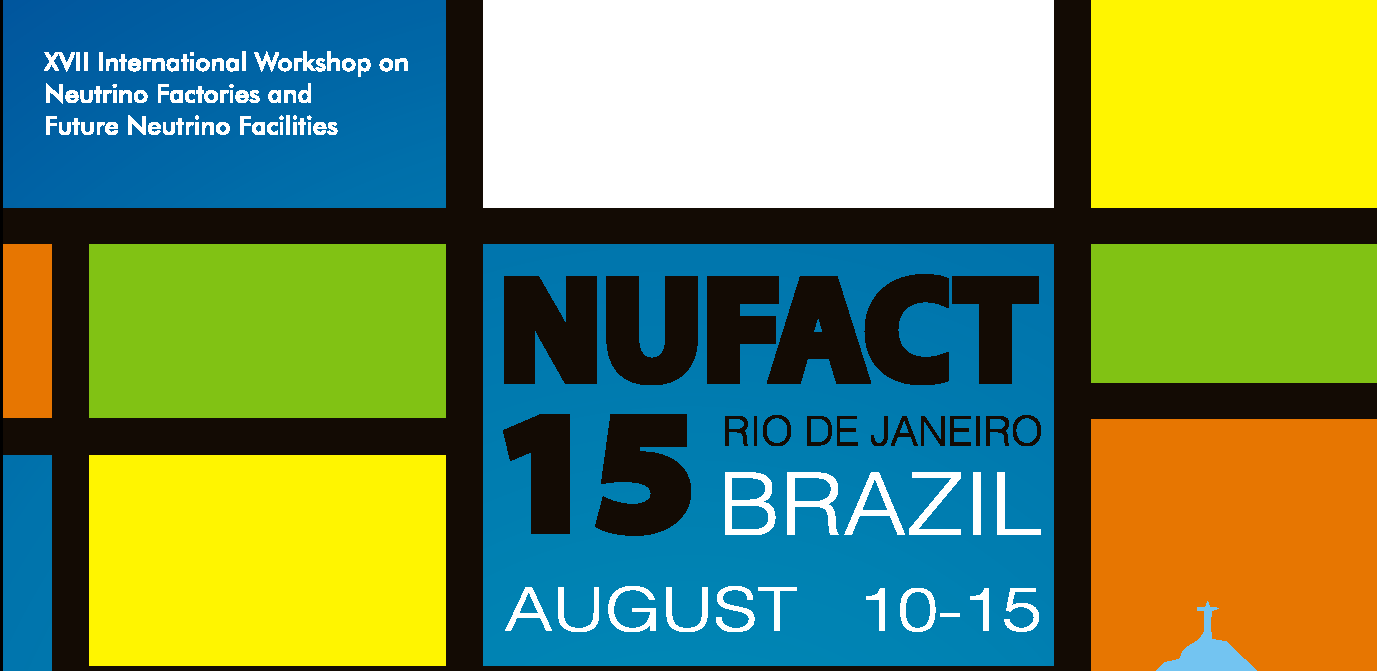 XVII International Workshop on
Neutrino Factories and
Future Neutrino Facilities
NUFACT
15
RIO DE JANEIRO
BRAZIL
AUGUST 10-15